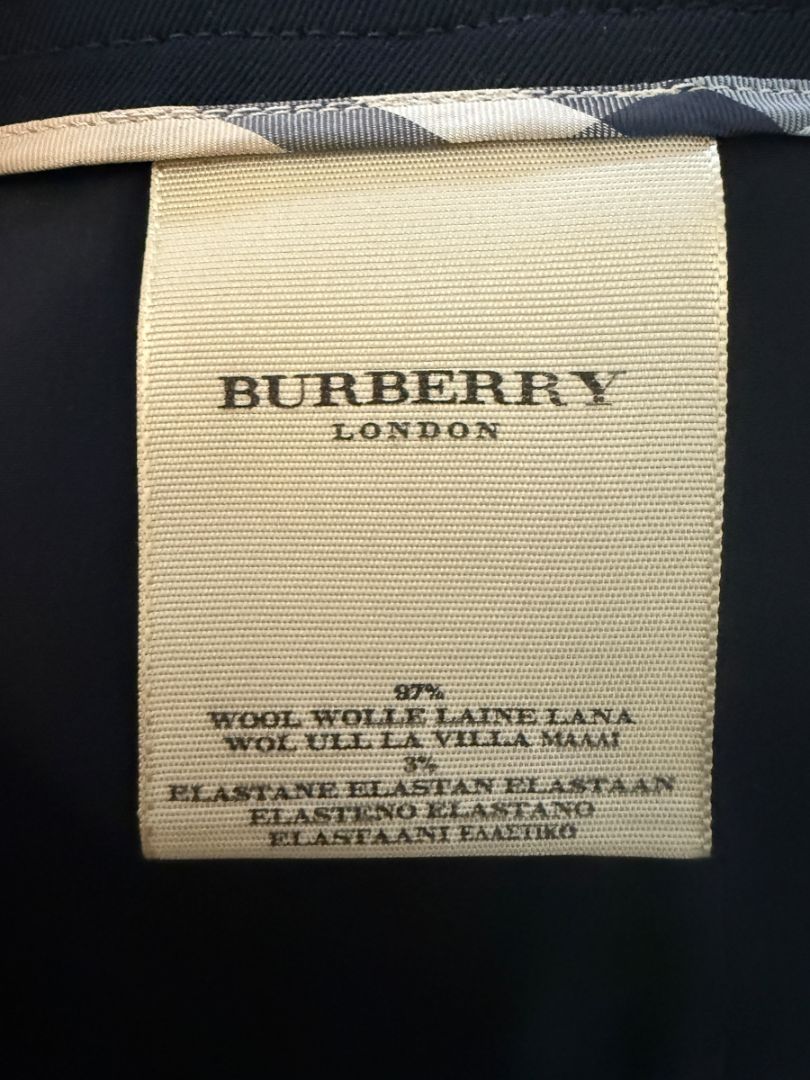 BURBERRY
LONDON
97%
WOOL WOLLE LAINE LANA
WOL ULL LA VILLA ΜΑΛΛΙ
3%
ELASTANE ELASTAN ELASTAAN
ELASTENO ELASTANO
ELASTAANI ΕΛΑΣΤΙΚΟ